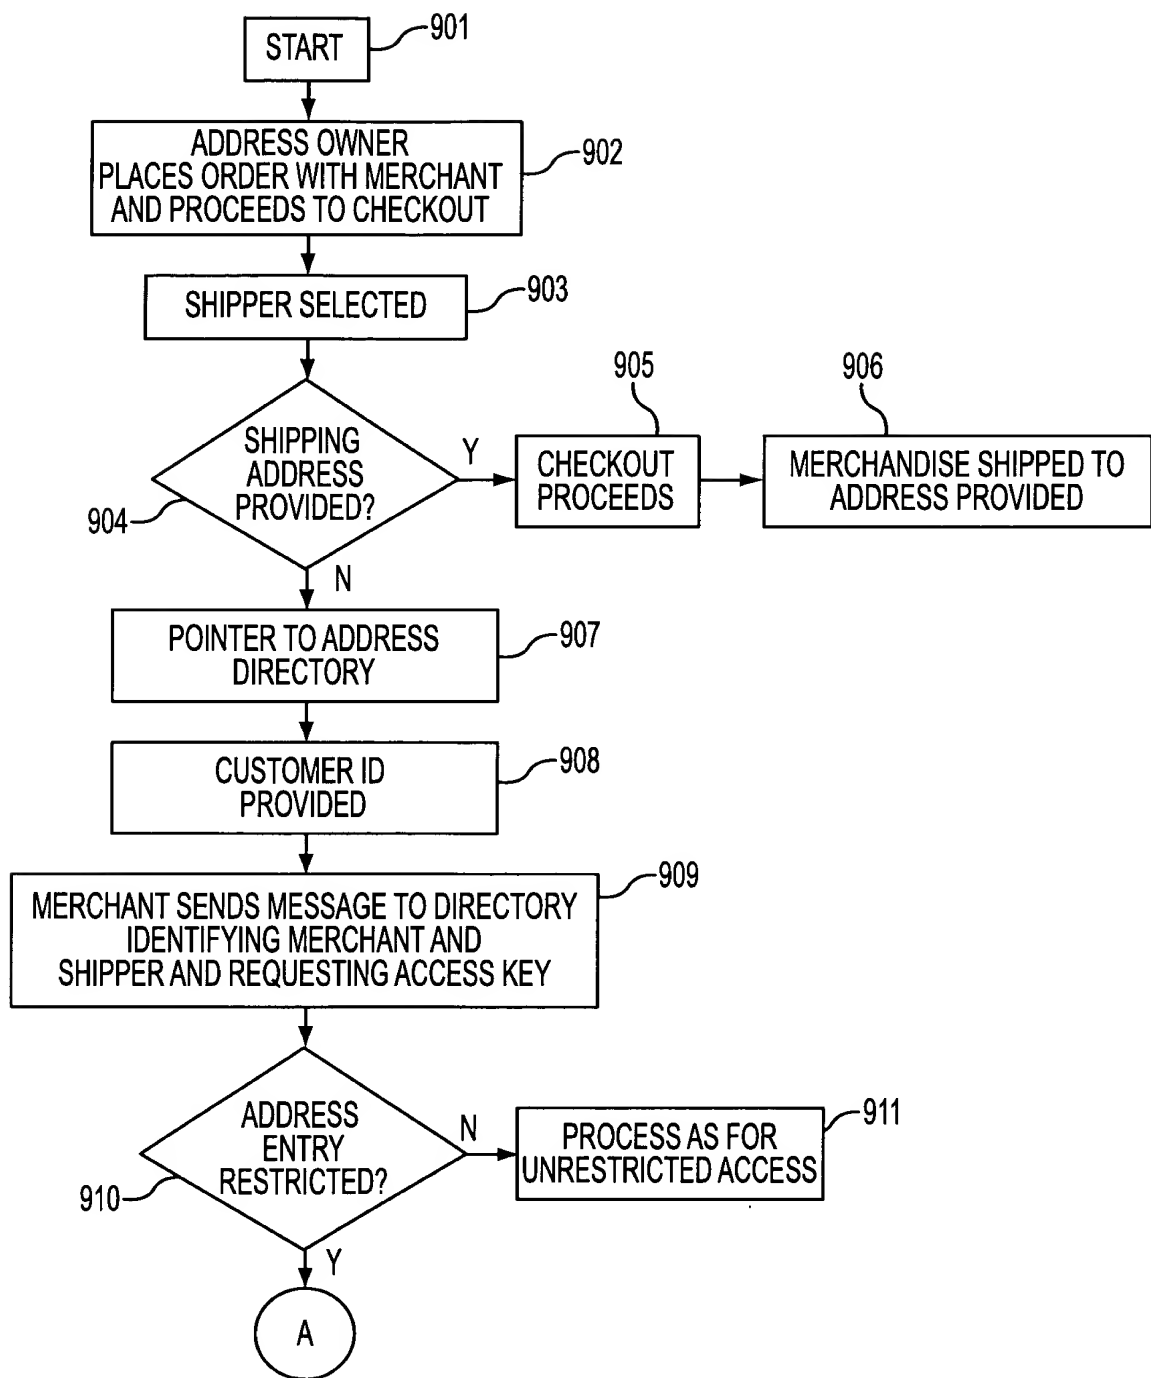 START
901
ADDRESS OWNER
PLACES ORDER WITH MERCHANT
AND PROCEEDS TO CHECKOUT
902
SHIPPER SELECTED
903
SHIPPING
ADDRESS
PROVIDED?
904
Y
CHECKOUT
PROCEEDS
905
MERCHANDISE SHIPPED TO
ADDRESS PROVIDED
906
N
POINTER TO ADDRESS
DIRECTORY
907
CUSTOMER ID
PROVIDED
908
MERCHANT SENDS MESSAGE TO DIRECTORY
IDENTIFYING MERCHANT AND
SHIPPER AND REQUESTING ACCESS KEY
909
ADDRESS
ENTRY
RESTRICTED?
910
N
PROCESS AS FOR
UNRESTRICTED ACCESS
911
Y
A